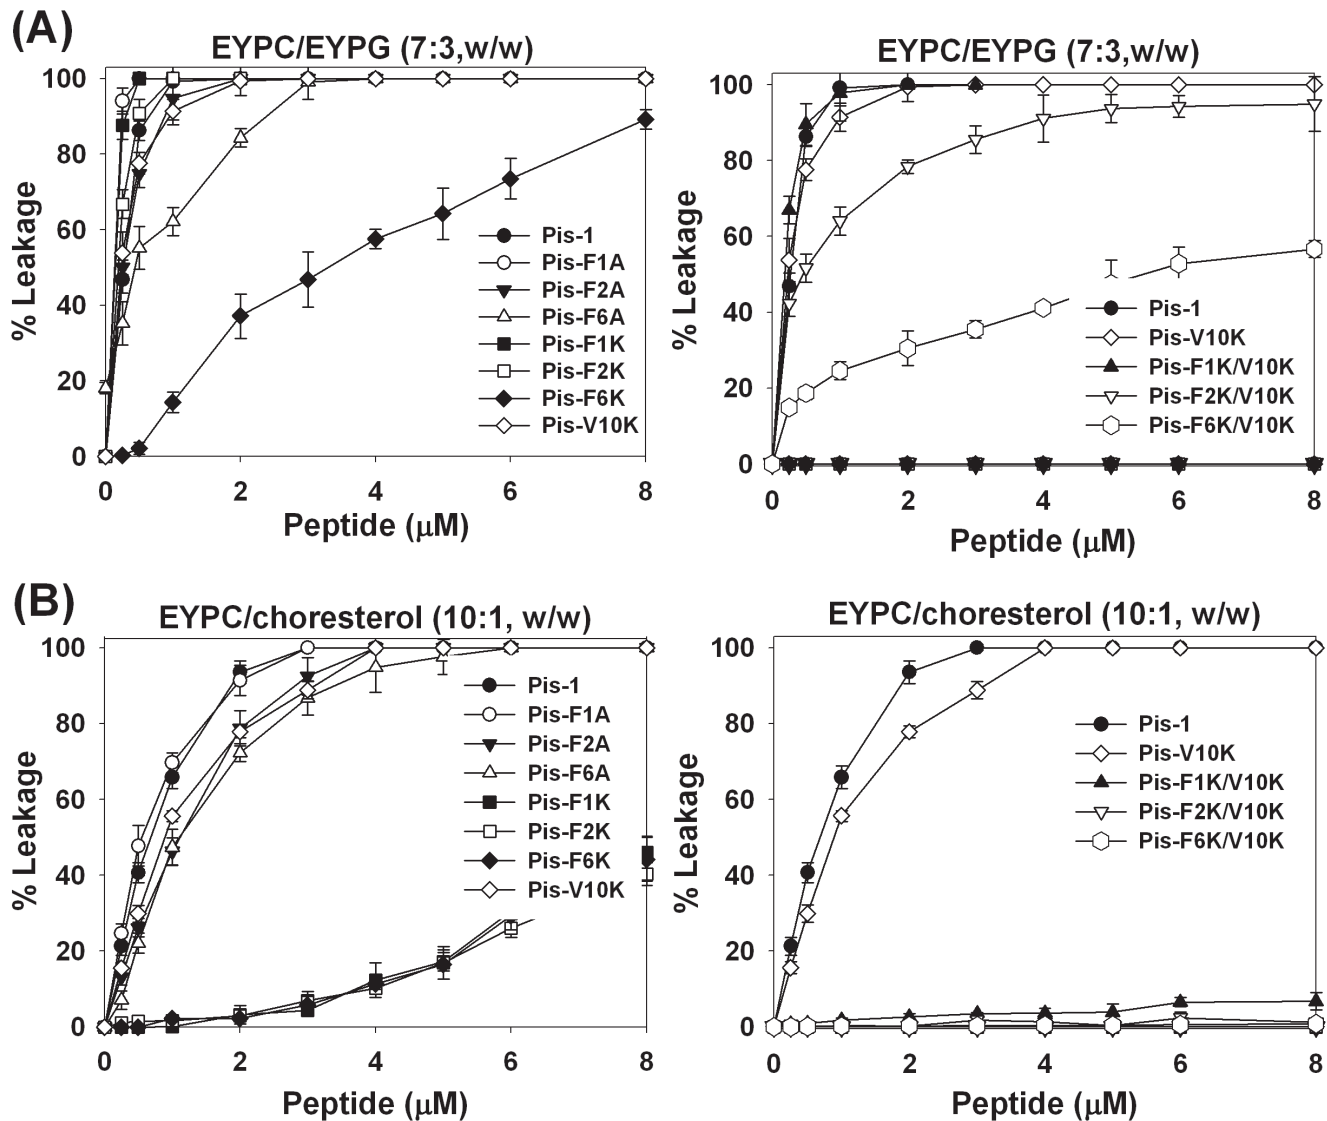 (A)
EYPC/EYPG (7:3,w/w)
100
80
60
40
20
0
% Leakage
Pis-1
Pis-F1A
Pis-F2A
Pis-F6A
Pis-F1K
Pis-F2K
Pis-F6K
Pis-V10K
0 2 4 6 8
Peptide (μM)
EYPC/EYPG (7:3,w/w)
100
80
60
40
20
0
% Leakage
Pis-1
Pis-V10K
Pis-F1K/V10K
Pis-F2K/V10K
Pis-F6K/V10K
0 2 4 6 8
Peptide (μM)
(B)
EYPC/choresterol (10:1, w/w)
100
80
60
40
20
0
% Leakage
Pis-1
Pis-F1A
Pis-F2A
Pis-F6A
Pis-F1K
Pis-F2K
Pis-F6K
Pis-V10K
0 2 4 6 8
Peptide (μM)
EYPC/choresterol (10:1, w/w)
100
80
60
40
20
0
% Leakage
Pis-1
Pis-V10K
Pis-F1K/V10K
Pis-F2K/V10K
Pis-F6K/V10K
0 2 4 6 8
Peptide (μM)